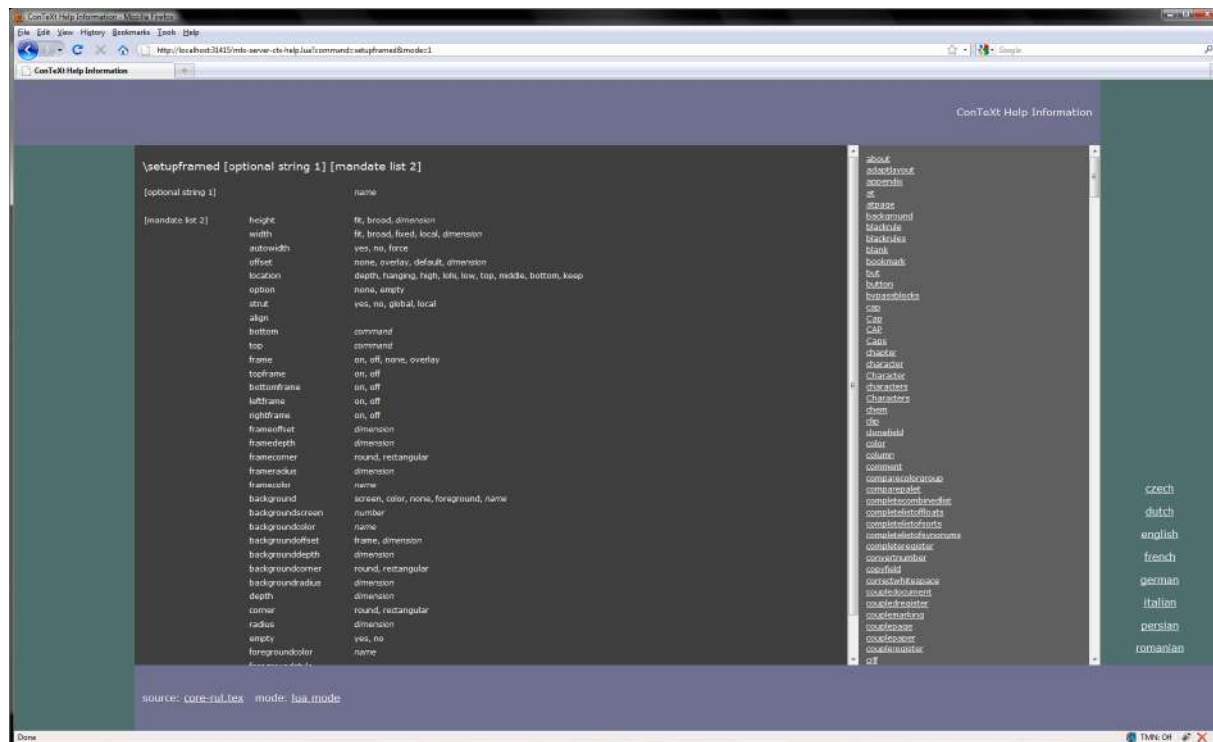 ConTeXt Help Information - Mozilla Firefox
File Edit View History Bookmarks Tools Help
http://localhost:31415/mtx-server-ctx-help.lua?command=setupframed&mode=1
Google
ConTeXt Help Information
ConTeXt Help Information
\setupframed [optional string 1] [mandate list 2]
[optional string 1] name
[mandate list 2] height fit, broad, dimension
width fit, broad, fixed, local, dimension
autowidth yes, no, force
offset none, overlay, default, dimension
location depth, hanging, high, lohi, low, top, middle, bottom, keep
option none, empty
strut yes, no, global, local
align
bottom command
top command
frame on, off, none, overlay
topframe on, off
bottomframe on, off
leftframe on, off
rightframe on, off
frameoffset dimension
framedepth dimension
framecorner round, rectangular
frameradius dimension
framecolor name
background screen, color, none, foreground, name
backgroundscreen number
backgroundcolor name
backgroundoffset frame, dimension
backgrounddepth dimension
backgroundcorner round, rectangular
backgroundradius dimension
depth dimension
corner round, rectangular
radius dimension
empty yes, no
foregroundcolor name
about
adaptlayout
appendix
at
atpage
background
blackrule
blackrules
blank
bookmark
but
button
bypassblocks
cap
Cap
CAP
Caps
chapter
character
Character
characters
Characters
chem
clip
clonefield
color
column
comment
comparecolorgroup
comparepalet
completecombinedlist
completelistoffloats
completelistofsorts
completelistofsynonyms
completeregister
convertnumber
copyfield
correctwhitespace
coupledocument
coupledregister
couplemarking
couplepage
couplepaper
coupleregister
czech
dutch
english
french
german
italian
persian
romanian
source: core-rul.tex mode: lua mode
Done
TMN: Off